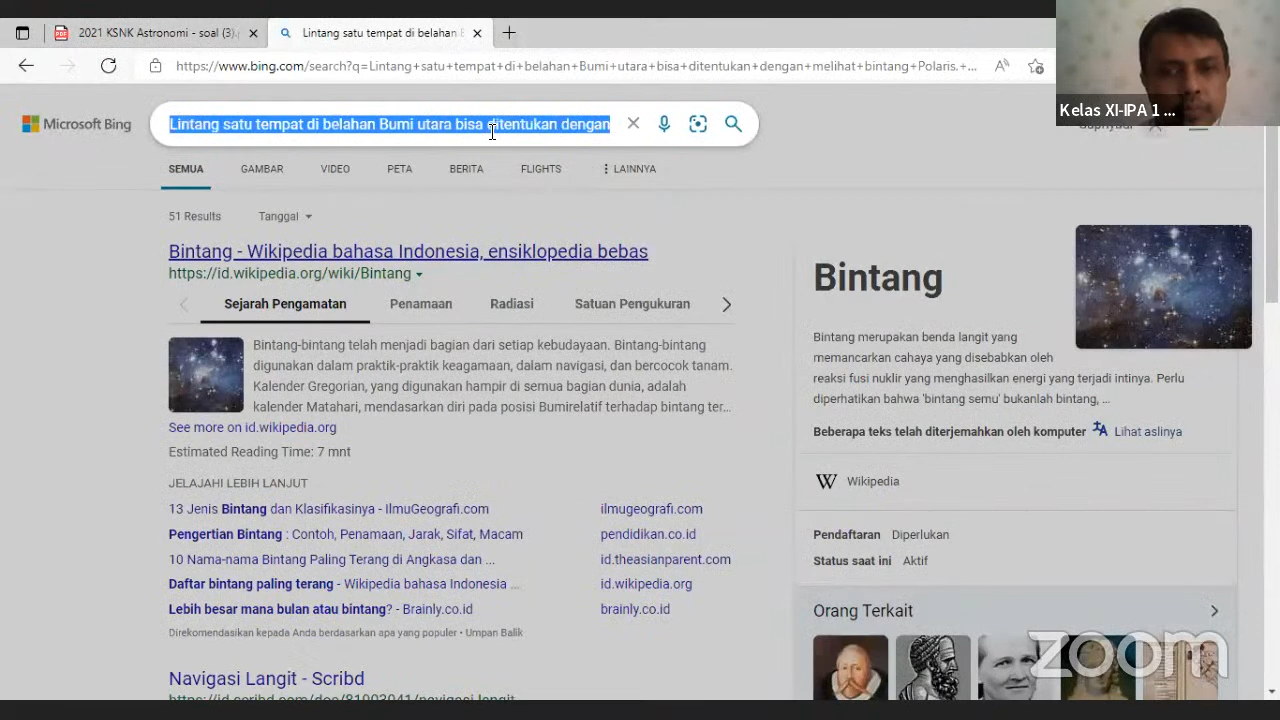 2021 KSNK Astronomi - soal (3).
Lintang satu tempat di belahan B
https://www.bing.com/search?q=Lintang+satu+tempat+di+belahan+Bumi+utara+bisa+ditentukan+dengan+melihat+bintang+Polaris.+...
Kelas XI-IPA 1 ...
Microsoft Bing
Lintang satu tempat di belahan Bumi utara bisa ditentukan dengan
SEMUA
GAMBAR
VIDEO
PETA
BERITA
FLIGHTS
LAINNYA
51 Results
Tanggal
Bintang - Wikipedia bahasa Indonesia, ensiklopedia bebas
https://id.wikipedia.org/wiki/Bintang
Sejarah Pengamatan
Penamaan
Radiasi
Satuan Pengukuran
Bintang-bintang telah menjadi bagian dari setiap kebudayaan. Bintang-bintang
digunakan dalam praktik-praktik keagamaan, dalam navigasi, dan bercocok tanam.
Kalender Gregorian, yang digunakan hampir di semua bagian dunia, adalah
kalender Matahari, mendasarkan diri pada posisi Bumirelatif terhadap bintang ter...
See more on id.wikipedia.org
Estimated Reading Time: 7 mnt
JELAJAHI LEBIH LANJUT
13 Jenis Bintang dan Klasifikasinya - IlmuGeografi.com
ilmugeografi.com
Pengertian Bintang : Contoh, Penamaan, Jarak, Sifat, Macam
pendidikan.co.id
10 Nama-nama Bintang Paling Terang di Angkasa dan ...
id.theasianparent.com
Daftar bintang paling terang - Wikipedia bahasa Indonesia ...
id.wikipedia.org
Lebih besar mana bulan atau bintang? - Brainly.co.id
brainly.co.id
Direkomendasikan kepada Anda berdasarkan apa yang populer • Umpan Balik
Navigasi Langit - Scribd
https://id.scribd.com/doc/81993941/navigasi-langit
Bintang
Bintang merupakan benda langit yang
memancarkan cahaya yang disebabkan oleh
reaksi fusi nuklir yang menghasilkan energi yang terjadi intinya. Perlu
diperhatikan bahwa 'bintang semu' bukanlah bintang, ...
Beberapa teks telah diterjemahkan oleh komputer
Lihat aslinya
W Wikipedia
Pendaftaran Diperlukan
Status saat ini Aktif
Orang Terkait
zoom